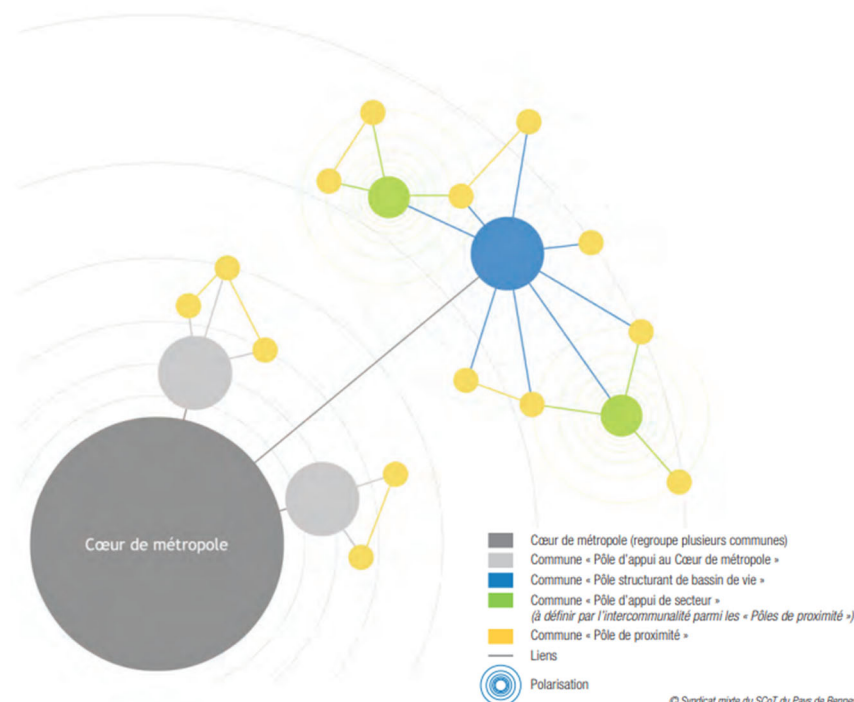 Cœur de métropole
Cœur de métropole (regroupe plusieurs communes)
Commune « Pôle d'appui au Cœur de métropole »
Commune « Pôle structurant de bassin de vie »
Commune « Pôle d'appui de secteur »
(à définir par l'intercommunalité parmi les « Pôles de proximité »)
Commune « Pôle de proximité »
Liens
Polarisation
© Syndicat mixte du SCoT du Pays de